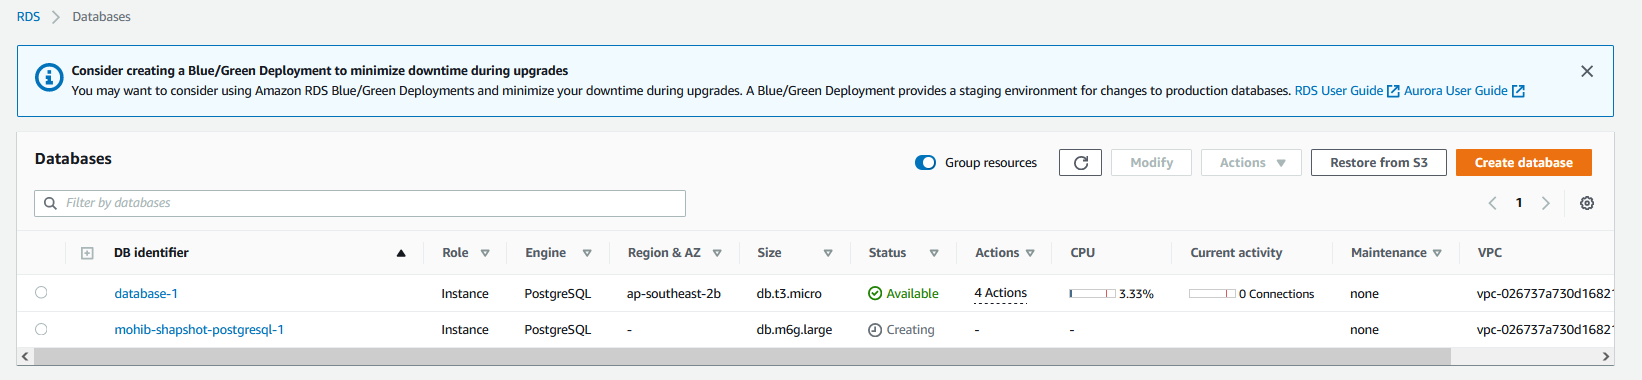 RDS > Databases
Consider creating a Blue/Green Deployment to minimize downtime during upgrades
You may want to consider using Amazon RDS Blue/Green Deployments and minimize your downtime during upgrades. A Blue/Green Deployment provides a staging environment for changes to production databases. RDS User Guide Aurora User Guide
Databases Group resources Modify Actions Restore from S3 Create database
Filter by databases 1
DB identifier Role Engine Region & AZ Size Status Actions CPU Current activity Maintenance VPC
database-1 Instance PostgreSQL ap-southeast-2b db.t3.micro Available 4 Actions 3.33% 0 Connections none vpc-026737a730d16821
mohib-shapshot-postgresql-1 Instance PostgreSQL - db.m6g.large Creating - - none vpc-026737a730d16821